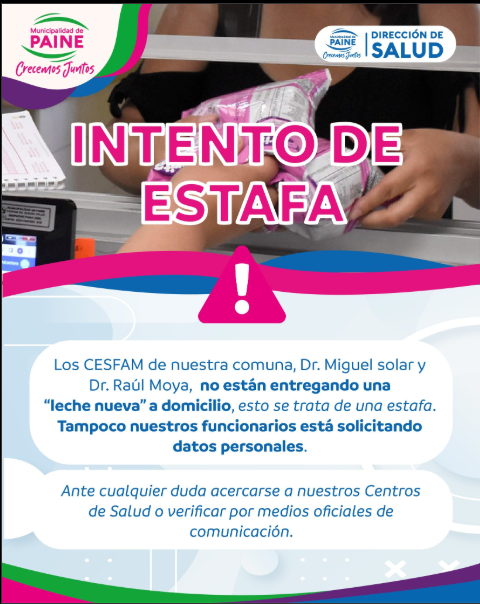 Municipalidad de
PAINE
Crecemos Juntos
Municipalidad de
PAINE
Crecemos Juntos
DIRECCIÓN DE
SALUD
INTENTO DE
ESTAFA
!
Los CESFAM de nuestra comuna, Dr. Miguel solar y
Dr. Raúl Moya, no están entregando una
“leche nueva” a domicilio, esto se trata de una estafa.
Tampoco nuestros funcionarios está solicitando
datos personales.
Ante cualquier duda acercarse a nuestros Centros
de Salud o verificar por medios oficiales de
comunicación.